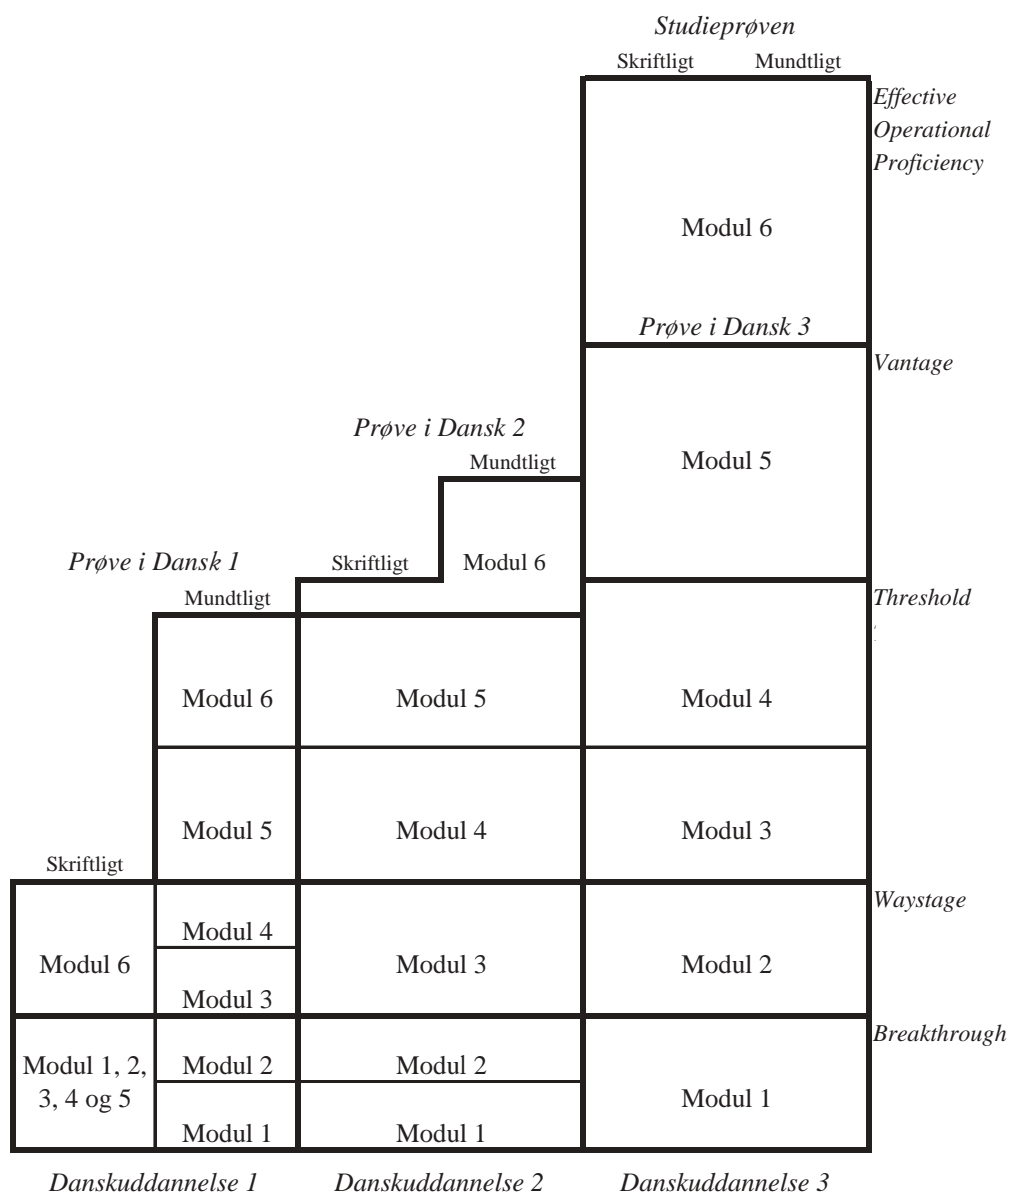 Studieprøven
Skriftligt Mundtligt
Effective
Operational
Proficiency
Modul 6
Prøve i Dansk 3
Vantage
Prøve i Dansk 2
Mundtligt
Modul 5
Prøve i Dansk 1
Skriftligt
Modul 6
Mundtligt
Threshold
Modul 6
Modul 5
Modul 4
Modul 5
Modul 4
Modul 3
Skriftligt
Waystage
Modul 4
Modul 6
Modul 3
Modul 2
Modul 3
Breakthrough
Modul 1, 2,
3, 4 og 5
Modul 2
Modul 2
Modul 1
Modul 1
Modul 1
Danskuddannelse 1
Danskuddannelse 2
Danskuddannelse 3